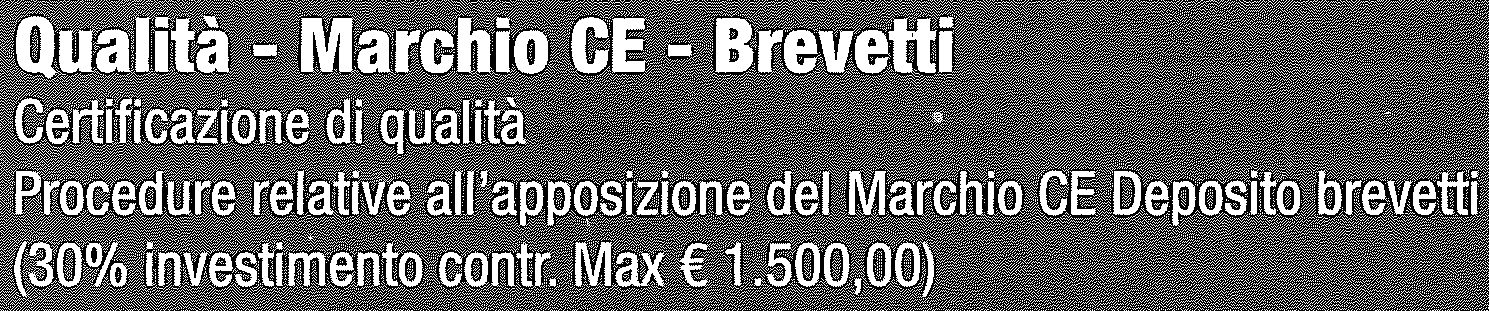 Qualità - Marchio CE - Brevetti
Certificazione di qualità
Procedure relative all'apposizione del Marchio CE Deposito brevetti
(30% investimento contr. Max € 1.500,00)